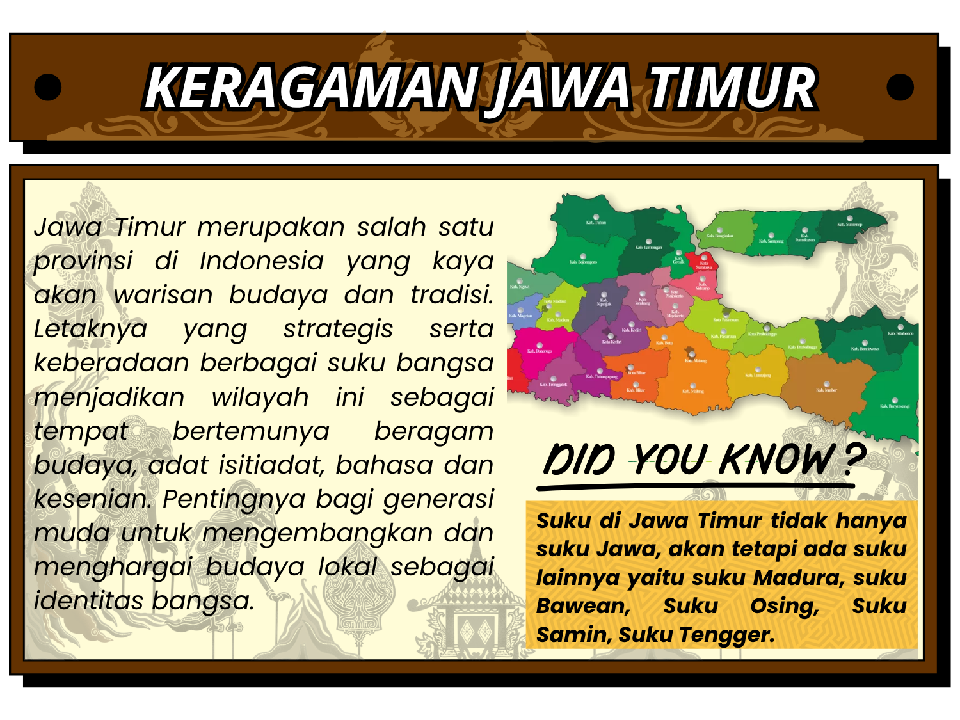 KERAGAMAN JAWA TIMUR
Jawa Timur merupakan salah satu
provinsi di Indonesia yang kaya
akan warisan budaya dan tradisi.
Letaknya yang strategis serta
keberadaan berbagai suku bangsa
menjadikan wilayah ini sebagai
tempat bertemunya beragam
budaya, adat isitiadat, bahasa dan
kesenian. Pentingnya bagi generasi
muda untuk mengembangkan dan
menghargai budaya lokal sebagai
identitas bangsa.
DID YOU KNOW?
Suku di Jawa Timur tidak hanya
suku Jawa, akan tetapi ada suku
lainnya yaitu suku Madura, suku
Bawean, Suku Osing, Suku
Samin, Suku Tengger.